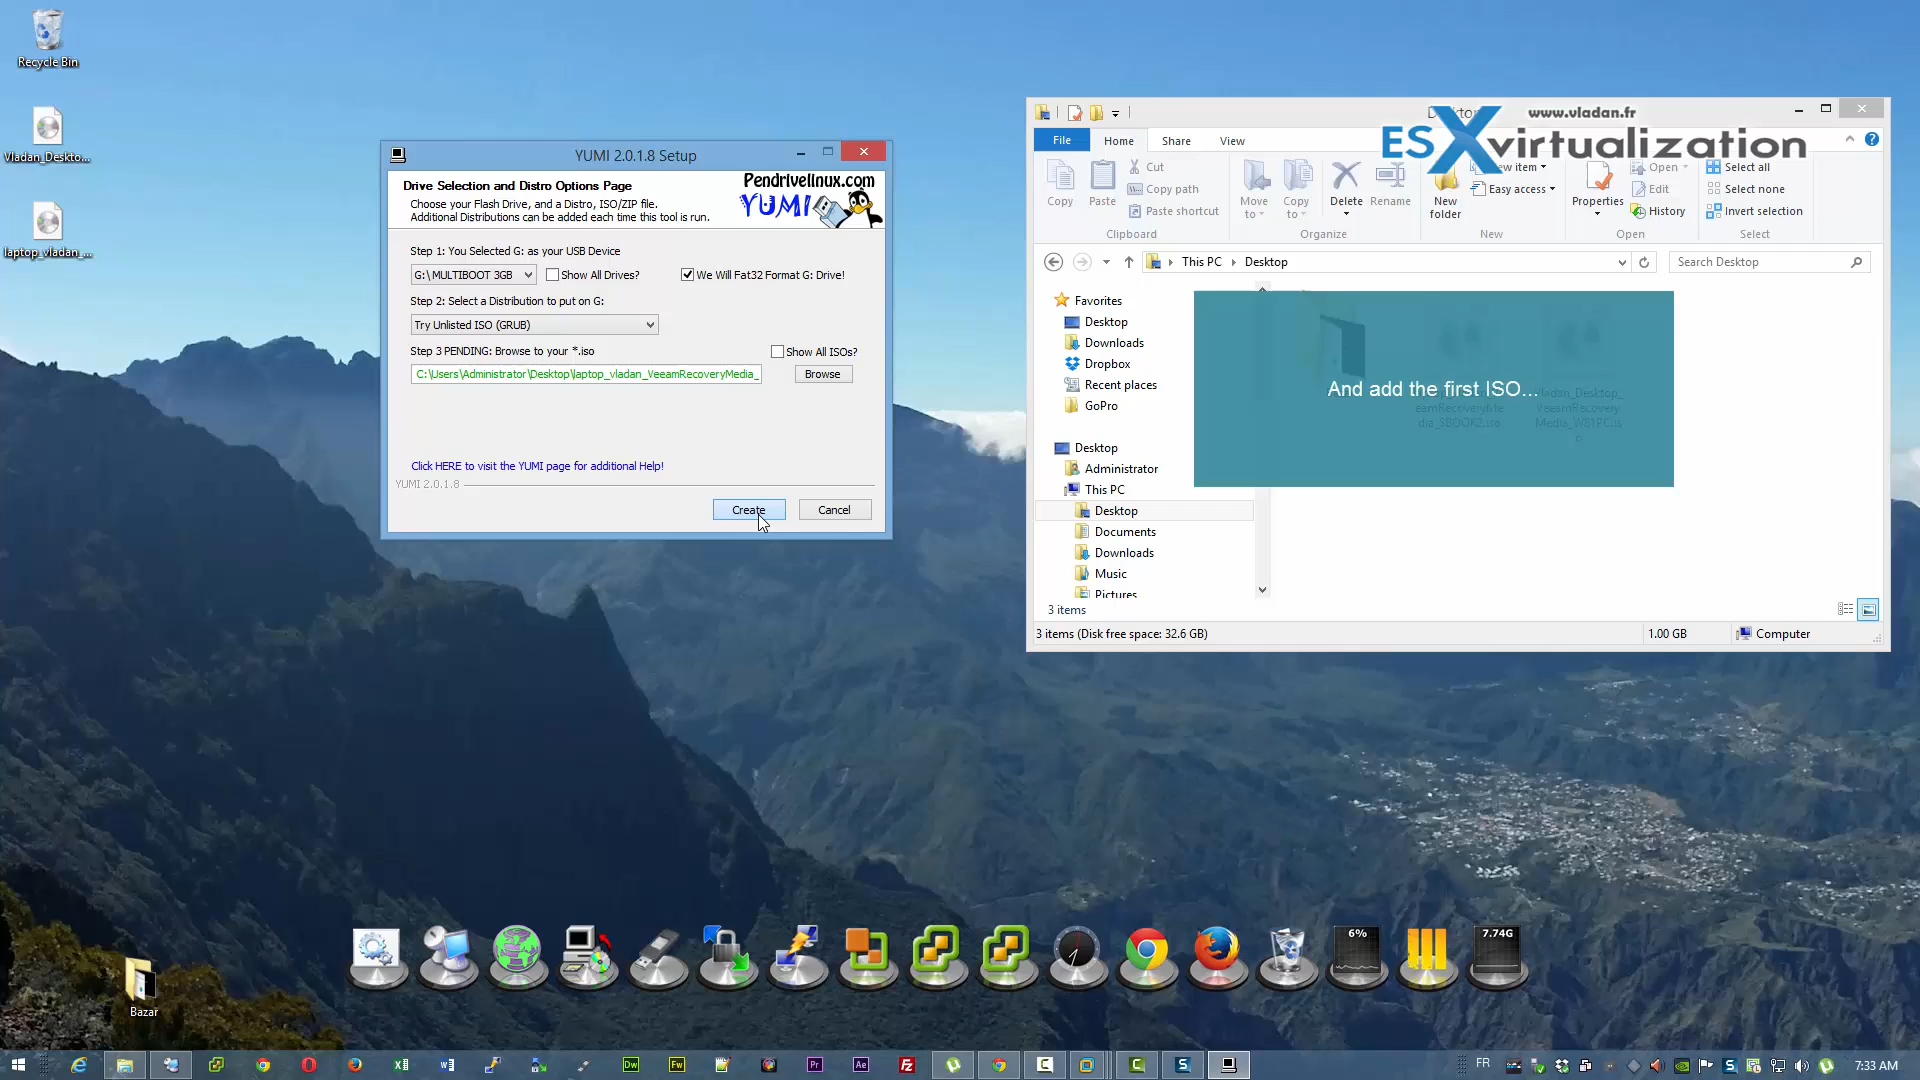 Recycle Bin
Vladan_Deskto...
laptop_vladan_...
Bazar
YUMI 2.0.1.8 Setup
Drive Selection and Distro Options Page
Choose your Flash Drive, and a Distro, ISO/ZIP file.
Additional Distributions can be added each time this tool is run.
Pendrivelinux.com
YUMI
Step 1: You Selected G: as your USB Device
G:\MULTIBOOT 3GB
Show All Drives?
We Will Fat32 Format G: Drive!
Step 2: Select a Distribution to put on G:
Try Unlisted ISO (GRUB)
Step 3 PENDING: Browse to your *.iso
Show All ISOs?
C:\Users\Administrator\Desktop\laptop_vladan_VeeamRecoveryMedia_
Browse
Click HERE to visit the YUMI page for additional Help!
YUMI 2.0.1.8
Create
Cancel
www.vladan.fr
ESXvirtualization
File
Home
Share
View
Copy
Paste
Cut
Copy path
Paste shortcut
Clipboard
Move to
Copy to
Delete
Rename
Organize
New folder
item
Easy access
New
Properties
Open
Edit
History
Open
Select all
Select none
Invert selection
Select
This PC
Desktop
Search Desktop
Favorites
Desktop
Downloads
Dropbox
Recent places
GoPro
Desktop
Administrator
This PC
Desktop
Documents
Downloads
Music
Pictures
And add the first ISO...
3 items
3 items (Disk free space: 32.6 GB)
1.00 GB
Computer
6%
7.74G
FR
7:33 AM